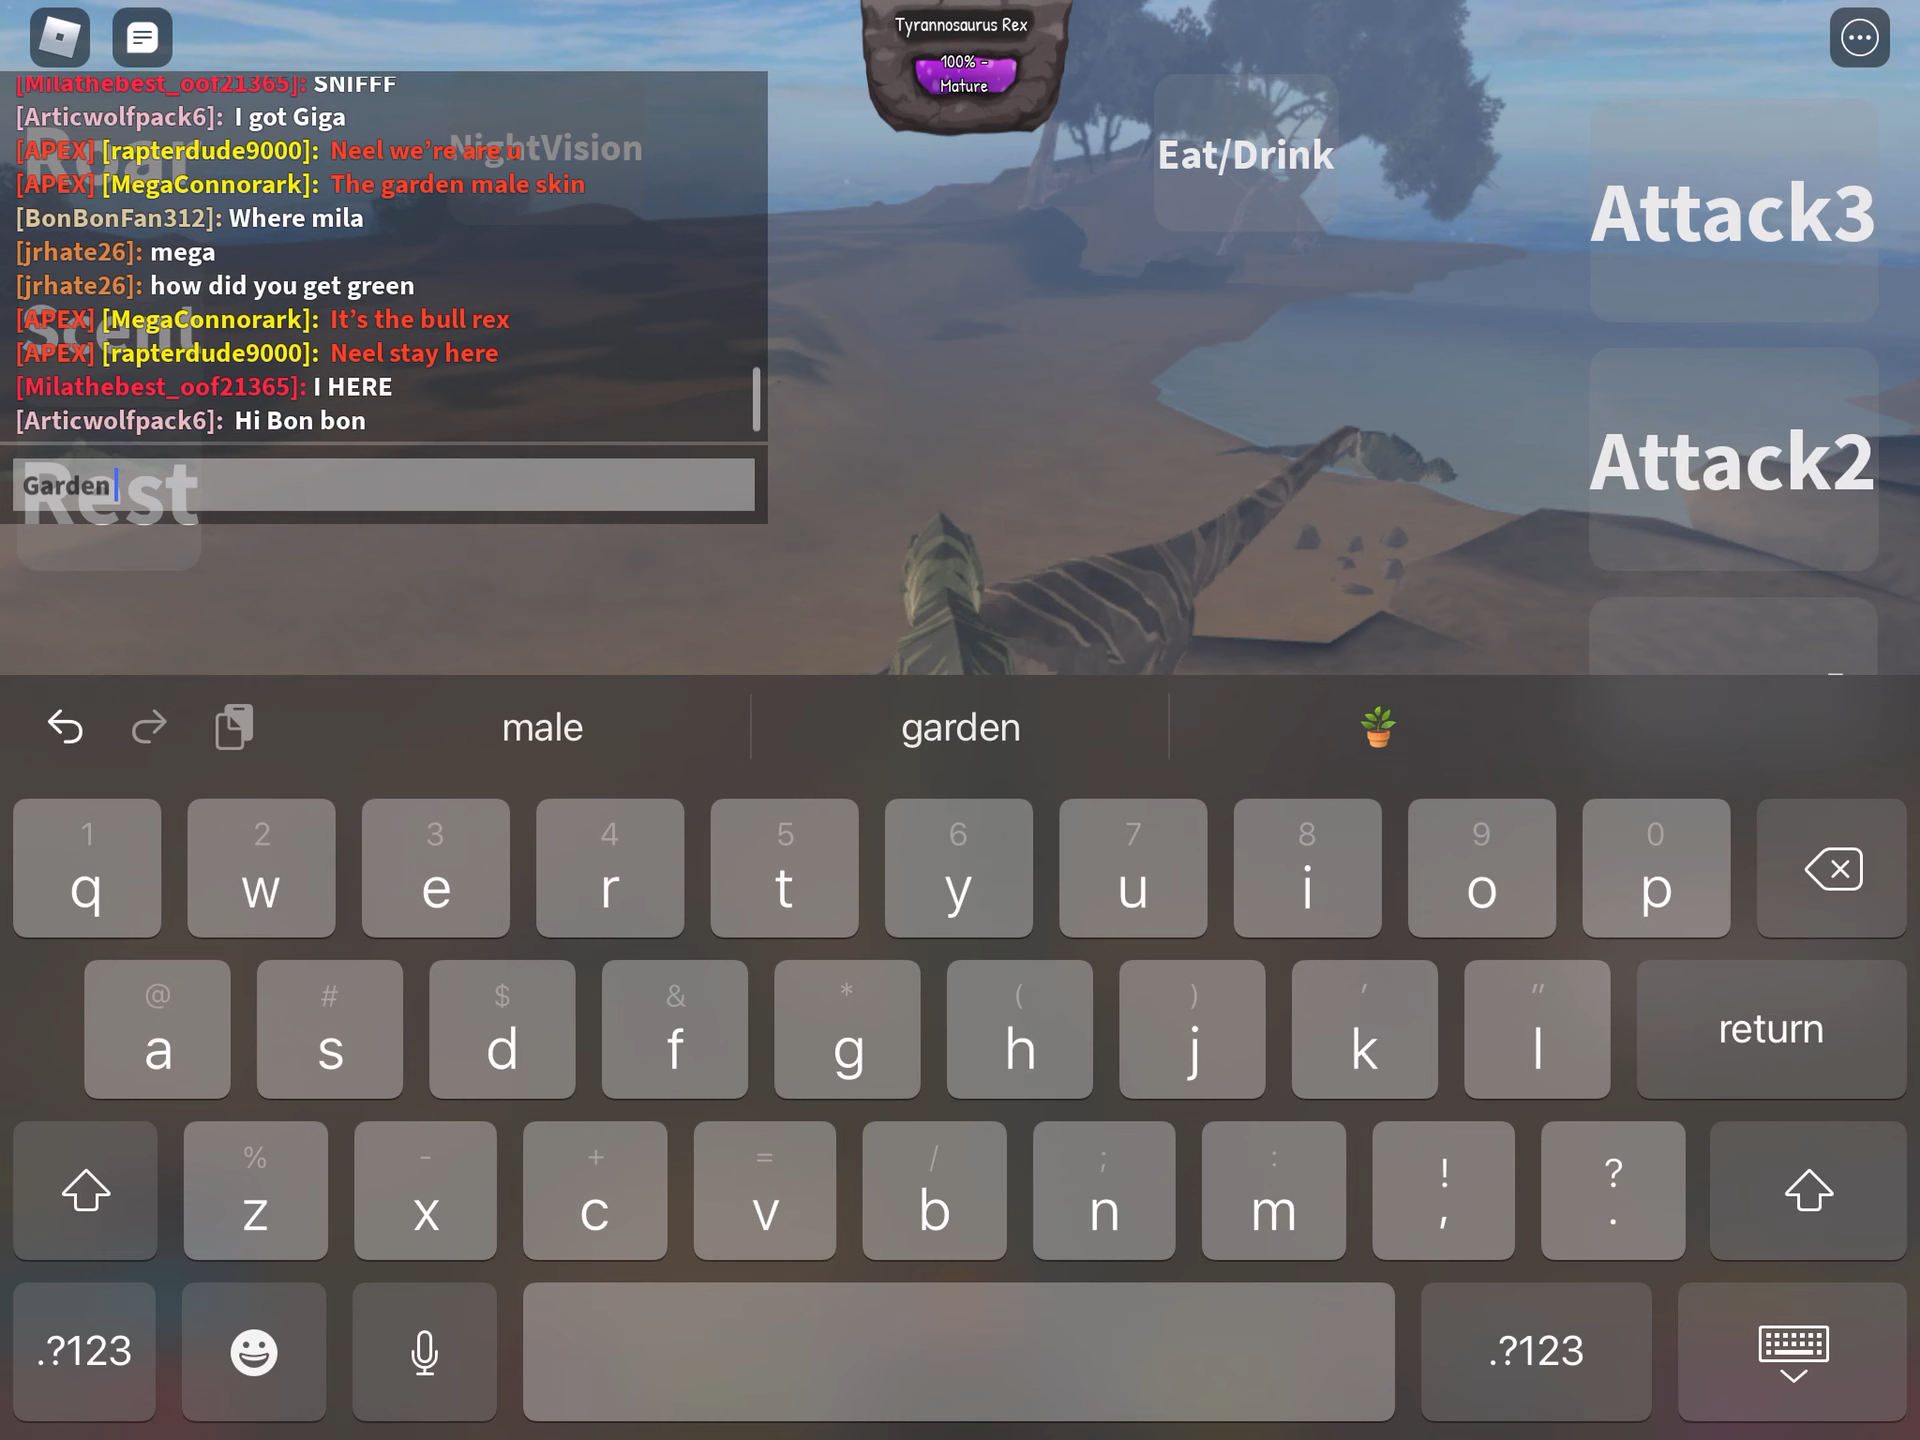 Tyrannosaurus Rex
100% -
Mature
[Milathebest_oof21365]: SNIFFF
[Articwolfpack6]: I got Giga
[APEX] [rapterdude9000]: Neel we're are u
[APEX] [MegaConnorark]: The garden male skin
[BonBonFan312]: Where mila
[jrhate26]: mega
[jrhate26]: how did you get green
[APEX] [MegaConnorark]: It's the bull rex
[APEX] [rapterdude9000]: Neel stay here
[Milathebest_oof21365]: I HERE
[Articwolfpack6]: Hi Bon bon
Garden
Roar
NightVision
Scent
Rest
Eat/Drink
Attack3
Attack2
male garden
1 2 3 4 5 6 7 8 9 0
q w e r t y u i o p
@ # $ & * ( ) ' "
a s d f g h j k l return
% - + = / ; : ! ?
z x c v b n m , .
.?123 .?123